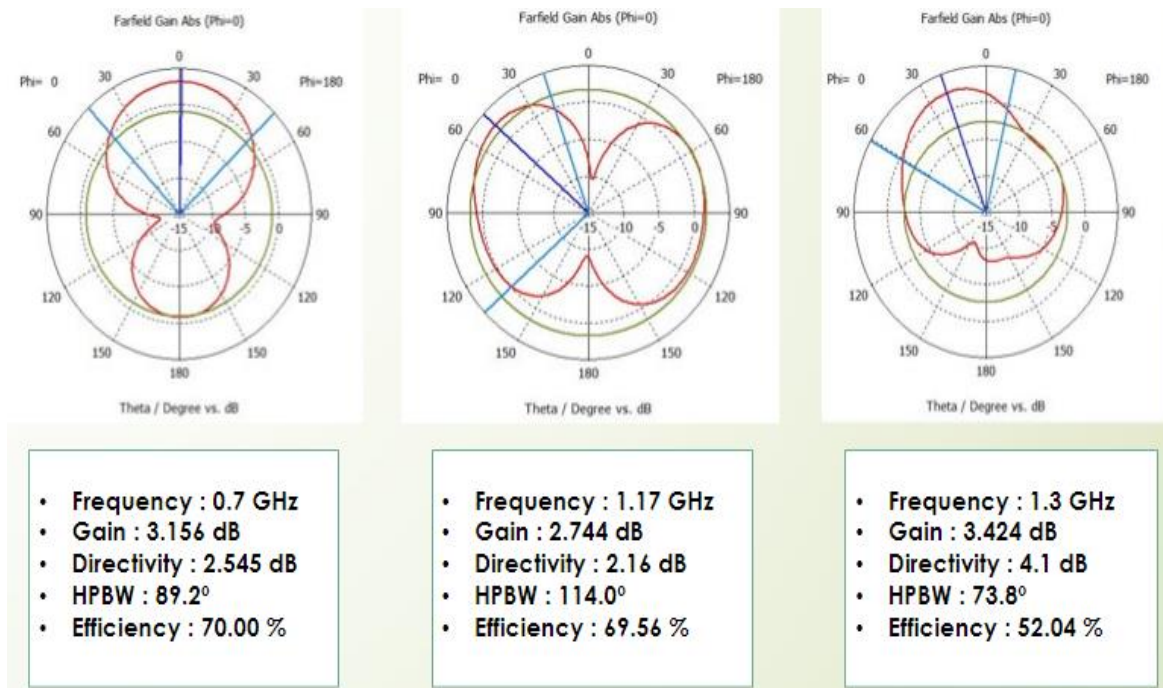 Farfield Gain Abs (Phi=0)
0
Phi= 0
30
30
Phi=180
60
60
90
-15
-10
-5
0
90
120
120
150
150
180
Theta / Degree vs. dB
Farfield Gain Abs (Phi=0)
0
Phi= 0
30
30
Phi=180
60
60
90
-15
-10
-5
0
90
120
120
150
150
180
Theta / Degree vs. dB
Farfield Gain Abs (Phi=0)
0
Phi= 0
30
30
Phi=180
60
60
90
-15
-10
-5
0
90
120
120
150
150
180
Theta / Degree vs. dB
• Frequency : 0.7 GHz
• Gain : 3.156 dB
• Directivity : 2.545 dB
• HPBW : 89.2⁰
• Efficiency : 70.00 %
• Frequency : 1.17 GHz
• Gain : 2.744 dB
• Directivity : 2.16 dB
• HPBW : 114.0⁰
• Efficiency : 69.56 %
• Frequency : 1.3 GHz
• Gain : 3.424 dB
• Directivity : 4.1 dB
• HPBW : 73.8⁰
• Efficiency : 52.04 %